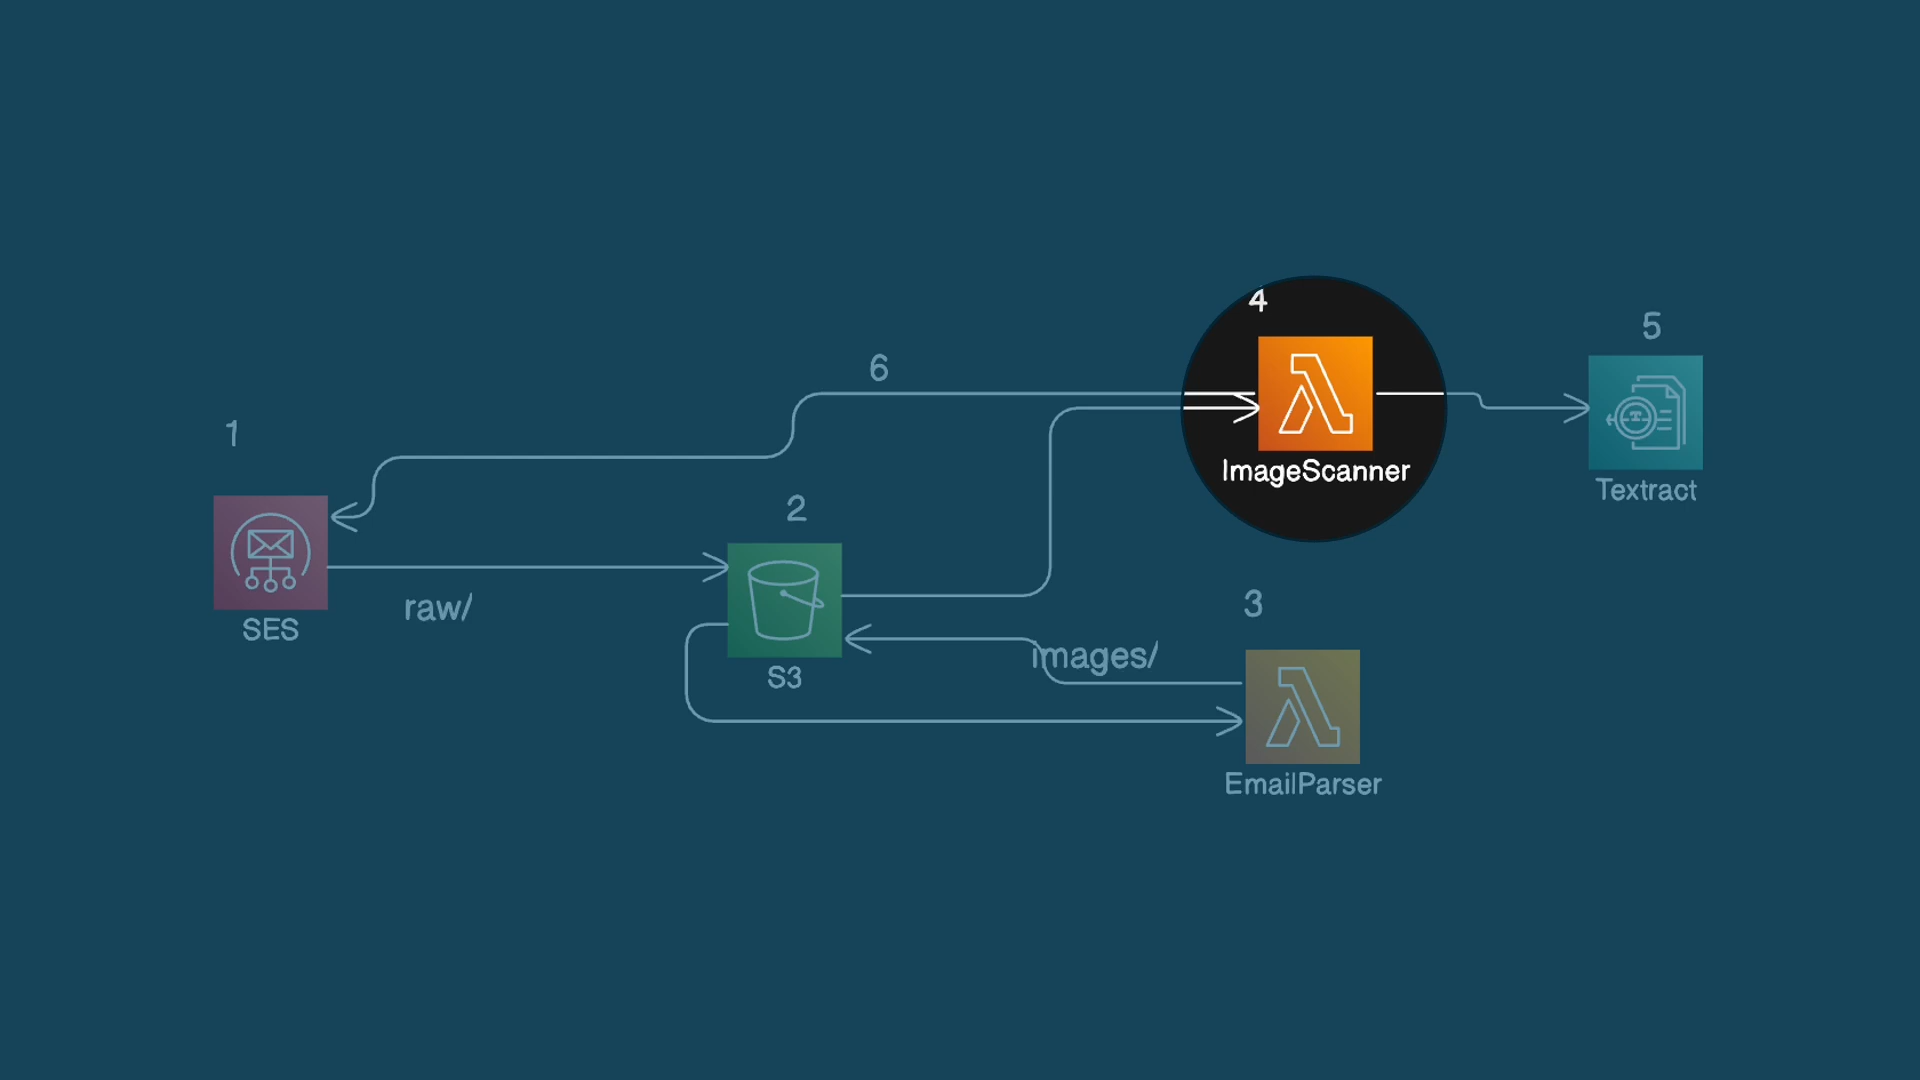 4
5
6
1
ImageScanner
Textract
2
raw/
SES
3
images/
S3
EmailParser